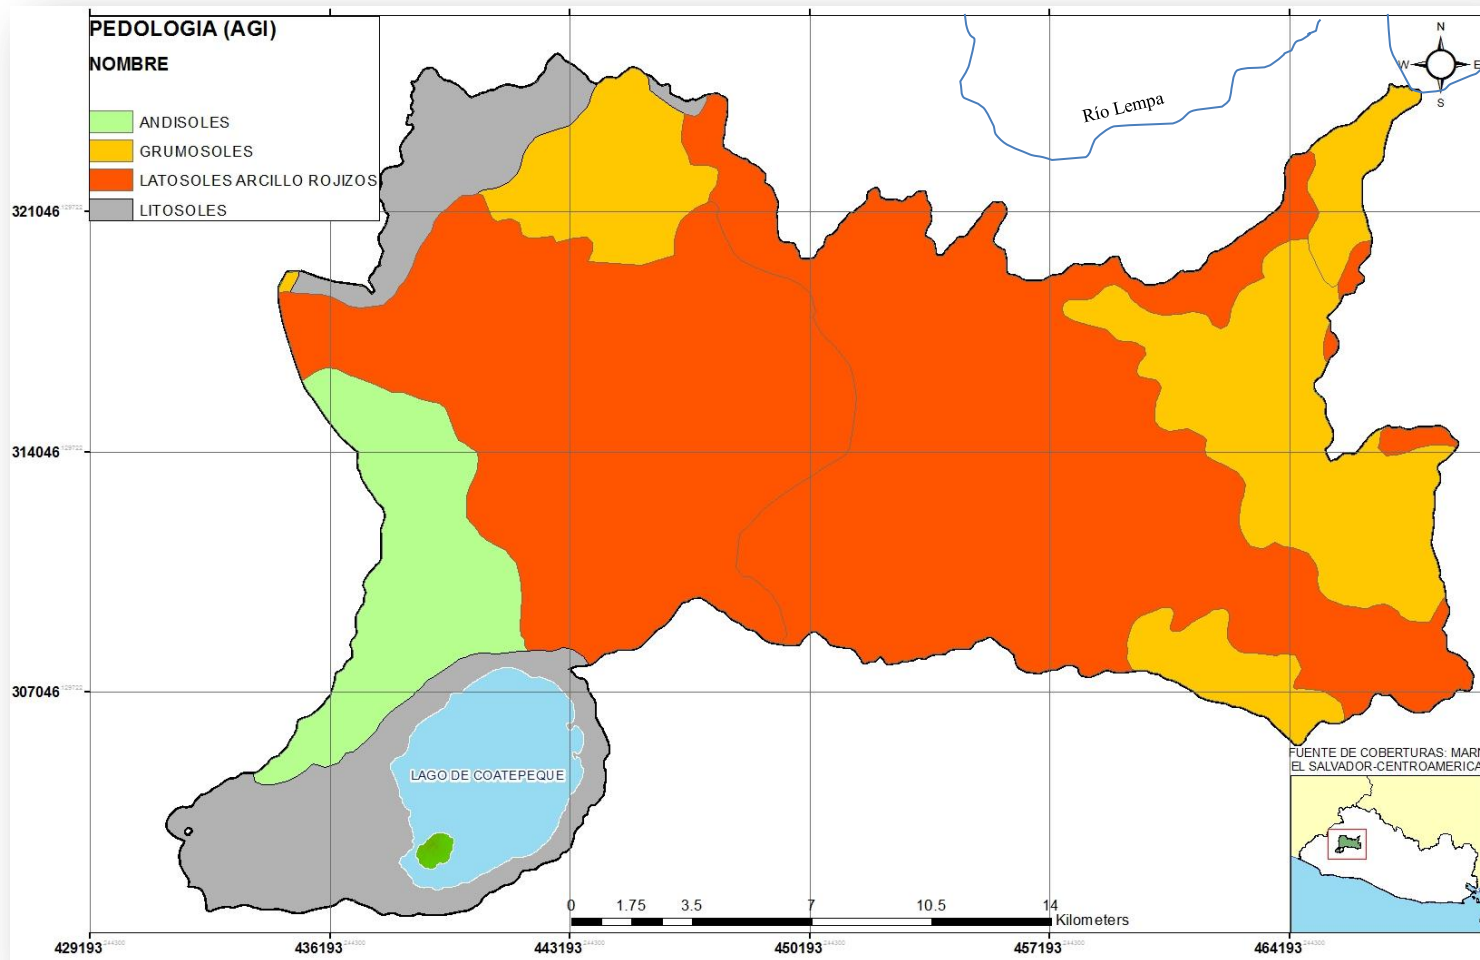 PEDOLOGIA (AGI)
NOMBRE
ANDISOLES
GRUMOSOLES
LATOSOLES ARCILLO ROJIZOS
LITOSOLES
Río Lempa
N
W
E
S
321046
314046
307046
LAGO DE COATEPEQUE
FUENTE DE COBERTURAS: MARN
EL SALVADOR-CENTROAMERICA
0 1.75 3.5 7 10.5 14
Kilometers
429193 436193 443193 450193 457193 464193